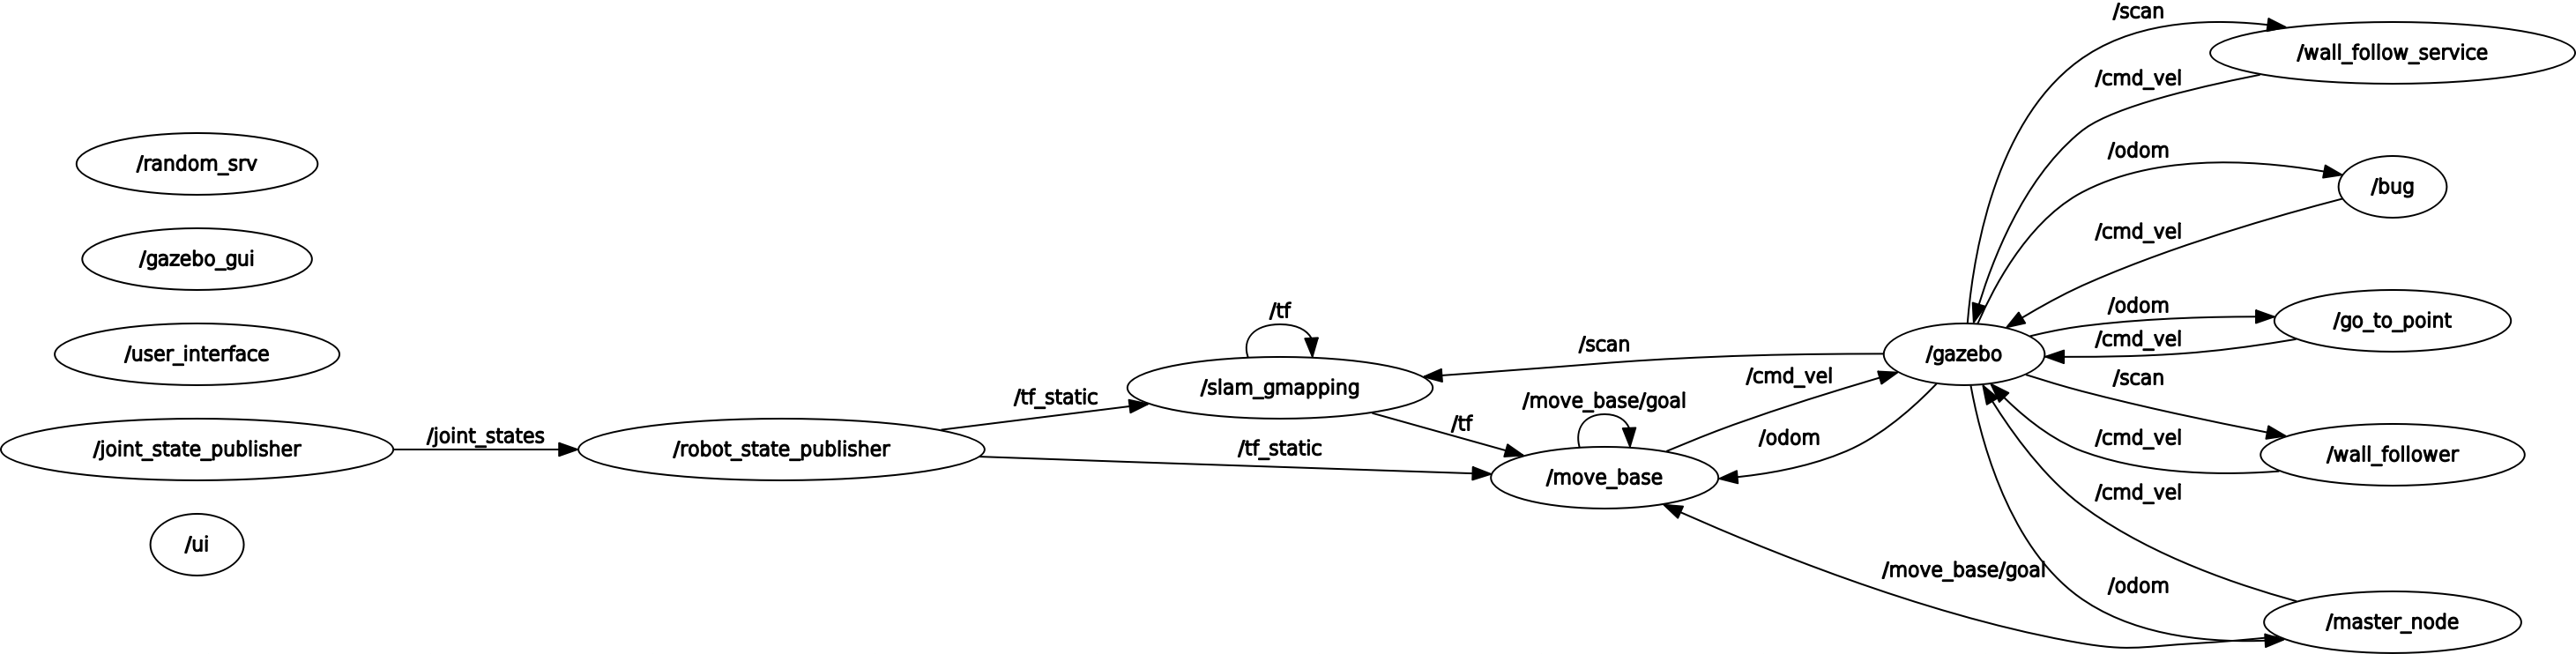 /scan
/wall_follow_service
/cmd_vel
/random_srv
/odom
/bug
/gazebo_gui
/cmd_vel
/user_interface
/tf
/scan
/slam_gmapping
/gazebo
/odom
/go_to_point
/cmd_vel
/scan
/cmd_vel
/joint_state_publisher
/joint_states
/robot_state_publisher
/tf_static
/tf_static
/tf
/move_base/goal
/move_base
/odom
/cmd_vel
/wall_follower
/cmd_vel
/ui
/move_base/goal
/odom
/master_node